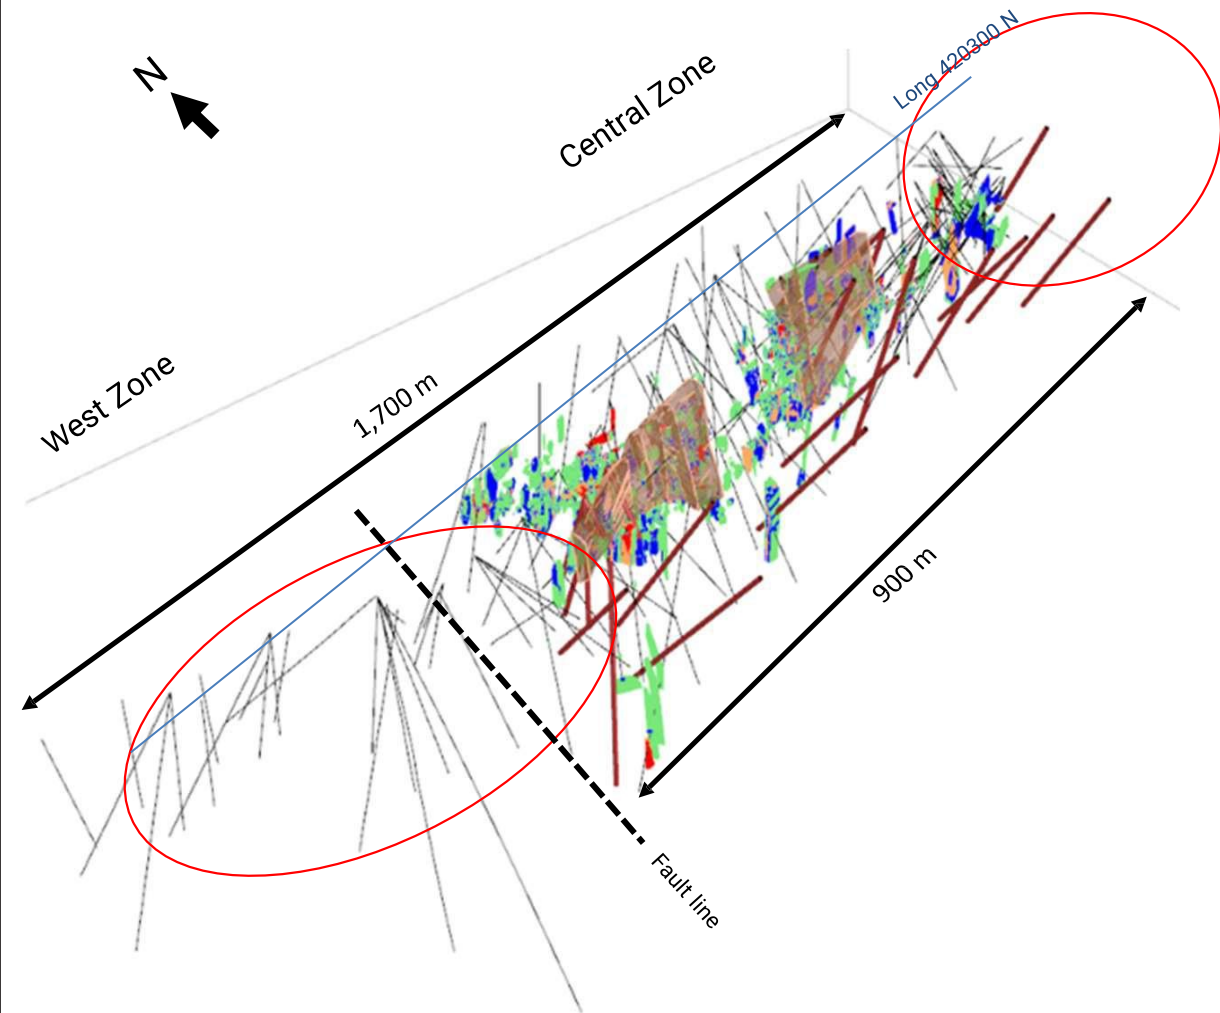 N
Central Zone
Long 420300 N
West Zone
1,700 m
900 m
Fault line